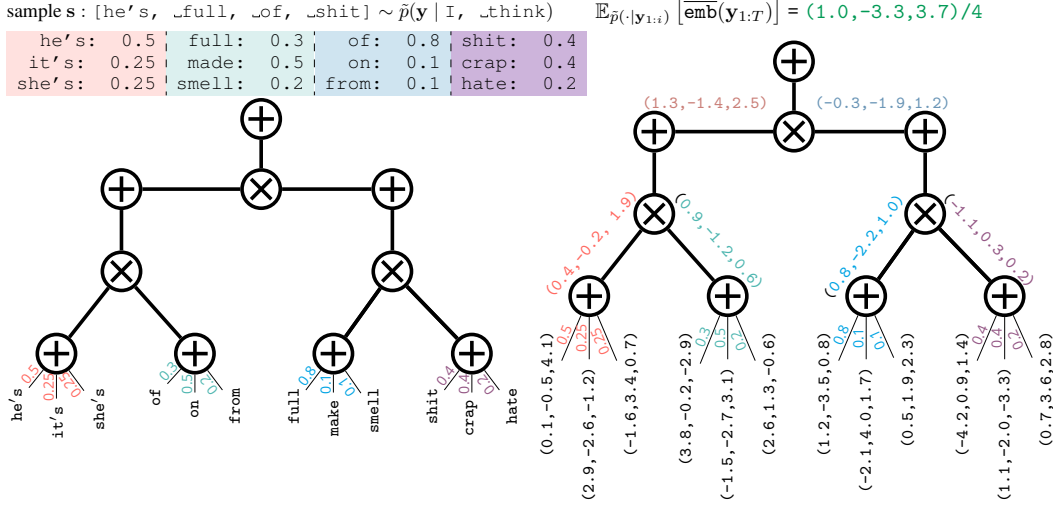 sample s : [he's, ␣full, ␣of, ␣shit] ∼ p̃(y | I, ␣think)
he's: 0.5 full: 0.3 of: 0.8 shit: 0.4
it's: 0.25 made: 0.5 on: 0.1 crap: 0.4
she's: 0.25 smell: 0.2 from: 0.1 hate: 0.2
0.5 0.25 0.25
0.3 0.5 0.2
0.8 0.1 0.1
0.4 0.4 0.2
he's it's she's
of on from
full make smell
shit crap hate
𝔼p̃(·|y1:i) [emb(y1:T)] = (1.0,-3.3,3.7)/4
(1.3,-1.4,2.5) (-0.3,-1.9,1.2)
(0.4,-0.2, 1.9) (0.9,-1.2,0.6)
(0.8,-2.2,1.0) (-1.1,0.3,0.2)
0.5 0.25 0.25
0.3 0.5 0.2
0.8 0.1 0.1
0.4 0.4 0.2
(0.1,-0.5,4.1)
(2.9,-2.6,-1.2)
(-1.6,3.4,0.7)
(3.8,-0.2,-2.9)
(-1.5,-2.7,3.1)
(2.6,1.3,-0.6)
(1.2,-3.5,0.8)
(-2.1,4.0,1.7)
(0.5,1.9,2.3)
(-4.2,0.9,1.4)
(1.1,-2.0,-3.3)
(0.7,3.6,2.8)